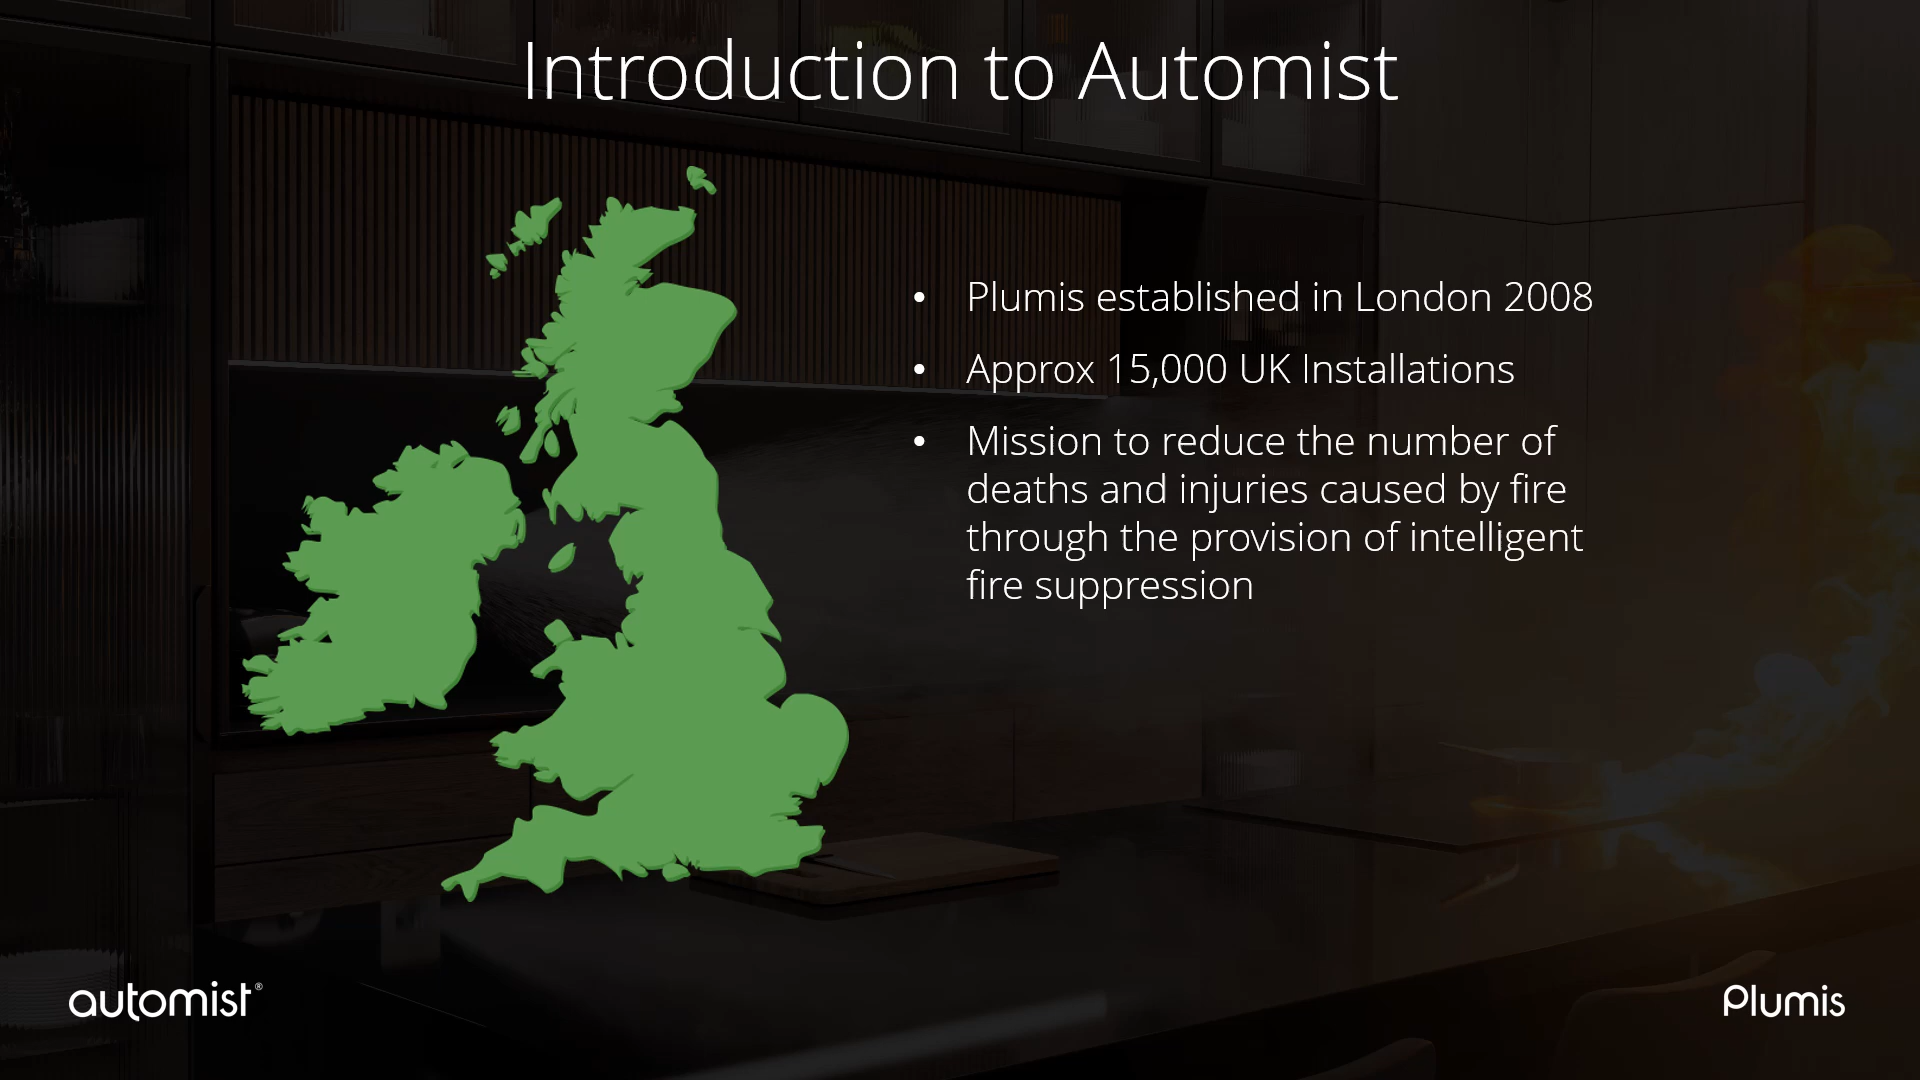 Introduction to Automist
• Plumis established in London 2008
• Approx 15,000 UK Installations
• Mission to reduce the number of
deaths and injuries caused by fire
through the provision of intelligent
fire suppression
automist®
Plumis